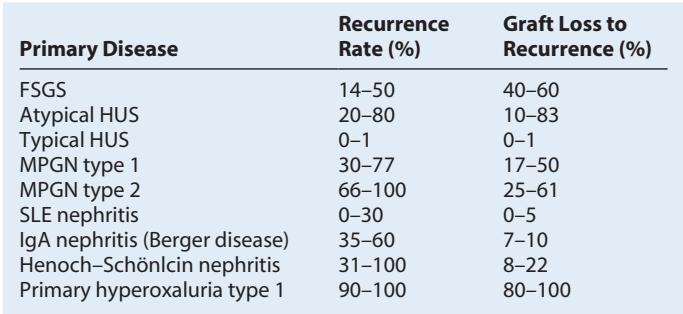 Primary Disease Recurrence Rate (%) Graft Loss to Recurrence (%)
FSGS 14–50 40–60
Atypical HUS 20–80 10–83
Typical HUS 0–1 0–1
MPGN type 1 30–77 17–50
MPGN type 2 66–100 25–61
SLE nephritis 0–30 0–5
IgA nephritis (Berger disease) 35–60 7–10
Henoch–Schönlcin nephritis 31–100 8–22
Primary hyperoxaluria type 1 90–100 80–100